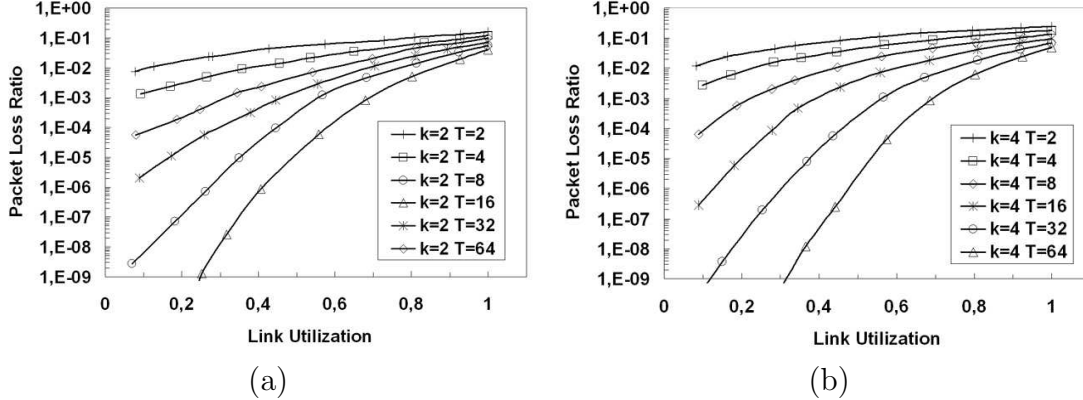 Packet Loss Ratio
1,E+00
1,E-01
1,E-02
1,E-03
1,E-04
1,E-05
1,E-06
1,E-07
1,E-08
1,E-09
k=2 T=2
k=2 T=4
k=2 T=8
k=2 T=16
k=2 T=32
k=2 T=64
0 0,2 0,4 0,6 0,8 1
Link Utilization
(a)
Packet Loss Ratio
1,E+00
1,E-01
1,E-02
1,E-03
1,E-04
1,E-05
1,E-06
1,E-07
1,E-08
1,E-09
k=4 T=2
k=4 T=4
k=4 T=8
k=4 T=16
k=4 T=32
k=4 T=64
0 0,2 0,4 0,6 0,8 1
Link Utilization
(b)